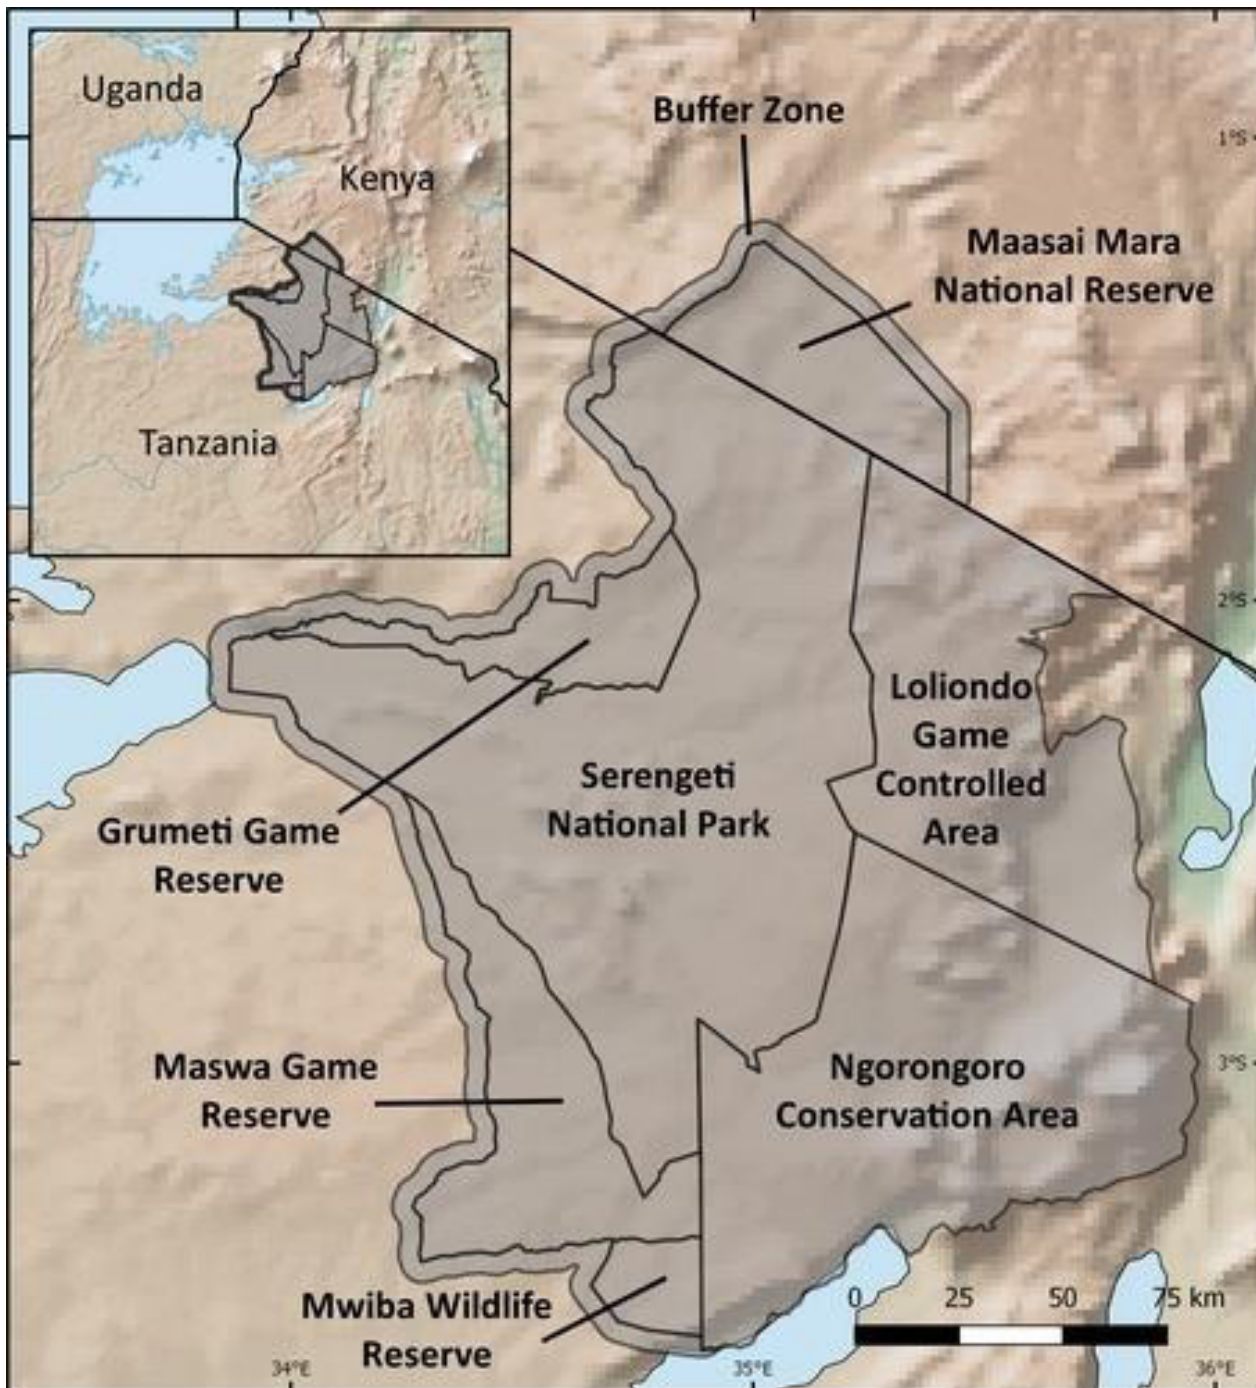 Uganda
Kenya
Tanzania
Buffer Zone
1°S
Maasai Mara
National Reserve
2°S
Loliondo
Game
Controlled
Area
Serengeti
National Park
Grumeti Game
Reserve
Maswa Game
Reserve
Ngorongoro
Conservation Area
3°S
Mwiba Wildlife
Reserve
0 25 50 75 km
34°E 35°E 36°E